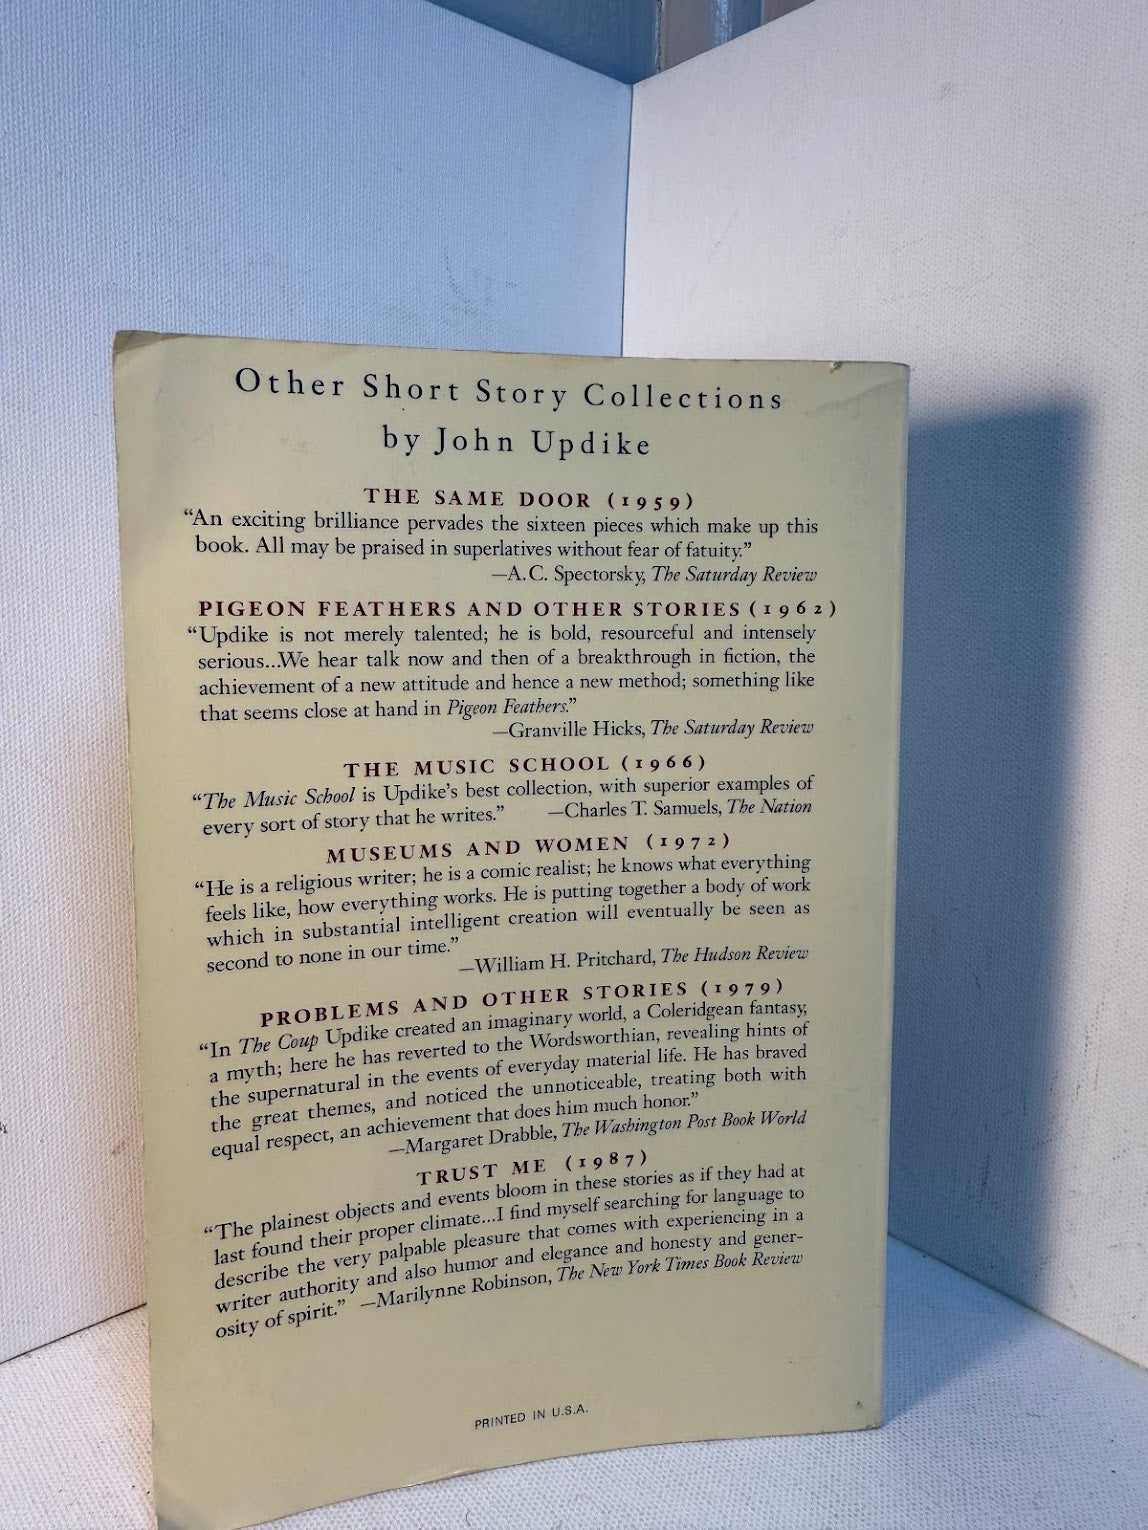 Other Short Story Collections
by John Updike
THE SAME DOOR (1959)
“An exciting brilliance pervades the sixteen pieces which make up this
book. All may be praised in superlatives without fear of fatuity.”
—A.C. Spectorsky, The Saturday Review
PIGEON FEATHERS AND OTHER STORIES (1962)
“Updike is not merely talented; he is bold, resourceful and intensely
serious...We hear talk now and then of a breakthrough in fiction, the
achievement of a new attitude and hence a new method; something like
that seems close at hand in Pigeon Feathers.”
—Granville Hicks, The Saturday Review
THE MUSIC SCHOOL (1966)
“The Music School is Updike’s best collection, with superior examples of
every sort of story that he writes.” —Charles T. Samuels, The Nation
MUSEUMS AND WOMEN (1972)
“He is a religious writer; he is a comic realist; he knows what everything
feels like, how everything works. He is putting together a body of work
which in substantial intelligent creation will eventually be seen as
second to none in our time.”
—William H. Pritchard, The Hudson Review
PROBLEMS AND OTHER STORIES (1979)
“In The Coup Updike created an imaginary world, a Coleridgean fantasy,
a myth; here he has reverted to the Wordsworthian, revealing hints of
the supernatural in the events of everyday material life. He has braved
the great themes, and noticed the unnoticeable, treating both with
equal respect, an achievement that does him much honor.”
—Margaret Drabble, The Washington Post Book World
TRUST ME (1987)
“The plainest objects and events bloom in these stories as if they had at
last found their proper climate...I find myself searching for language to
describe the very palpable pleasure that comes with experiencing in a
writer authority and also humor and elegance and honesty and gener-
osity of spirit.” —Marilynne Robinson, The New York Times Book Review
PRINTED IN U.S.A.